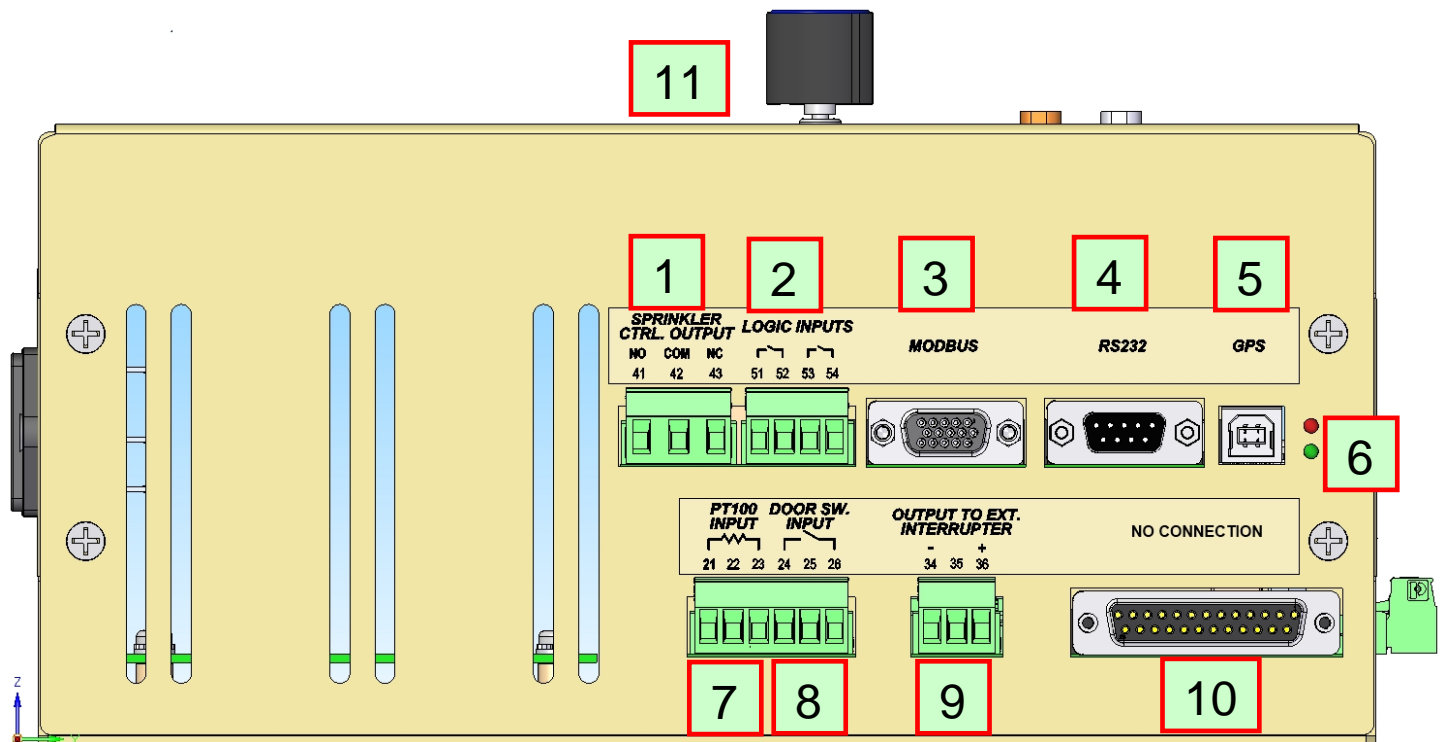 11
1 2 3 4 5
SPRINKLER
CTRL. OUTPUT
NO COM NC
41 42 43
LOGIC INPUTS
51 52 53 54
MODBUS
RS232
GPS
6
PT100
INPUT
21 22 23
DOOR SW.
INPUT
24 25 26
OUTPUT TO EXT.
INTERRUPTER
- +
34 35 36
NO CONNECTION
7 8 9 10
Z
Y